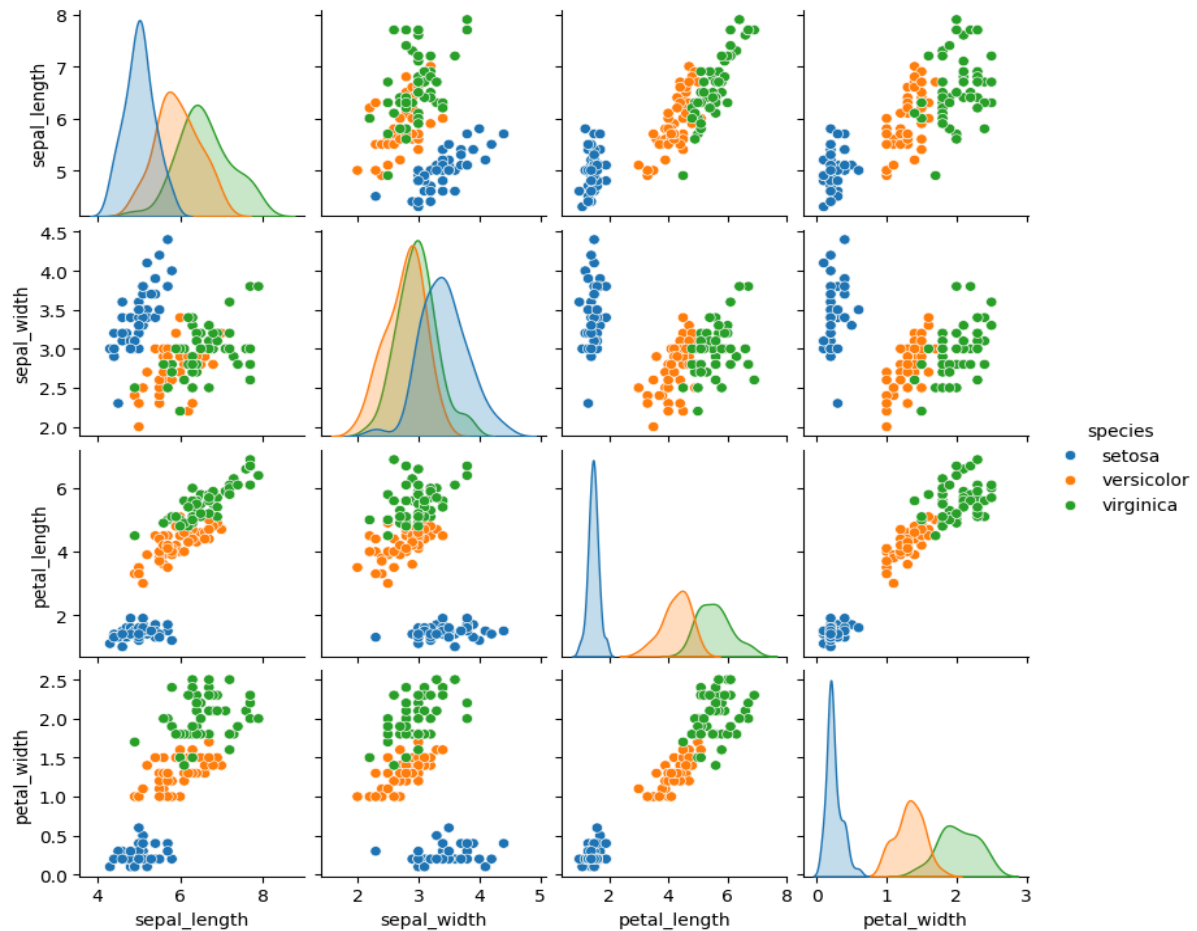 8
7
6
5
sepal_length
4.5
4.0
3.5
3.0
2.5
2.0
sepal_width
species
setosa
versicolor
virginica
6
4
2
petal_length
2.5
2.0
1.5
1.0
0.5
0.0
petal_width
4 6 8
2 3 4 5
2 4 6 8
0 1 2 3
sepal_length
sepal_width
petal_length
petal_width